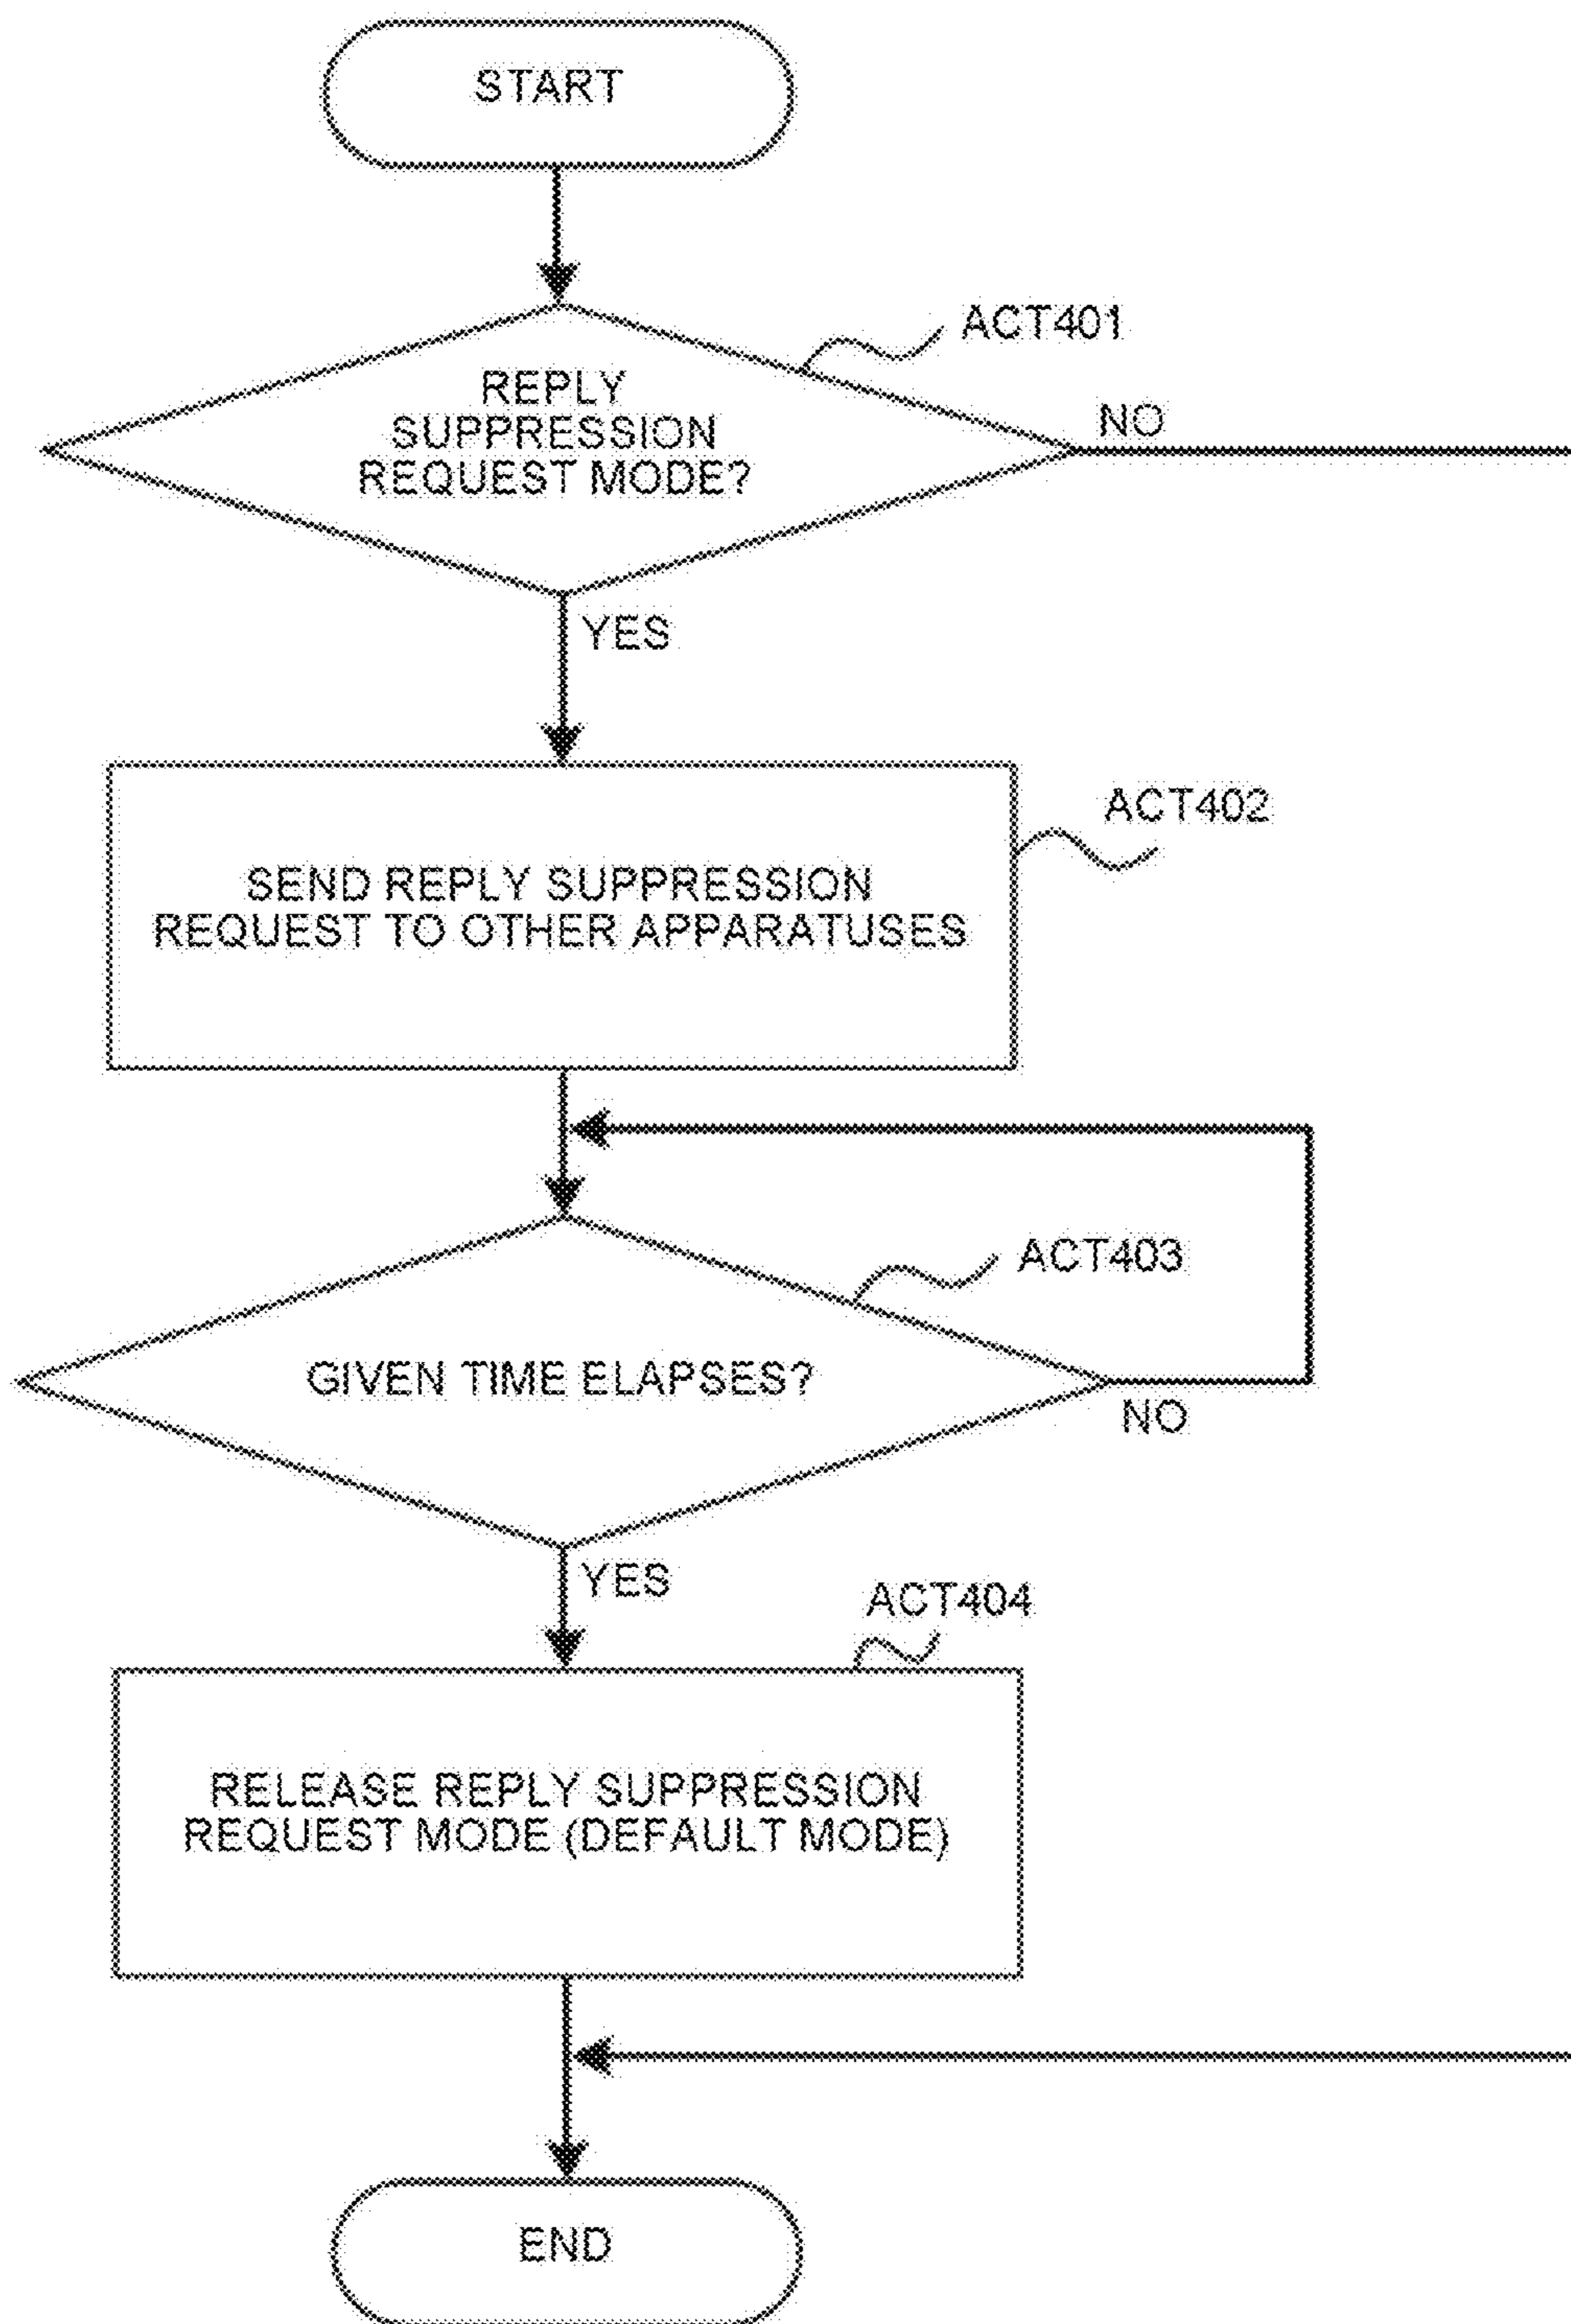 START
ACT401
REPLY
SUPPRESSION
REQUEST MODE?
NO
YES
ACT402
SEND REPLY SUPPRESSION
REQUEST TO OTHER APPARATUSES
ACT403
GIVEN TIME ELAPSES?
NO
YES
ACT404
RELEASE REPLY SUPPRESSION
REQUEST MODE (DEFAULT MODE)
END